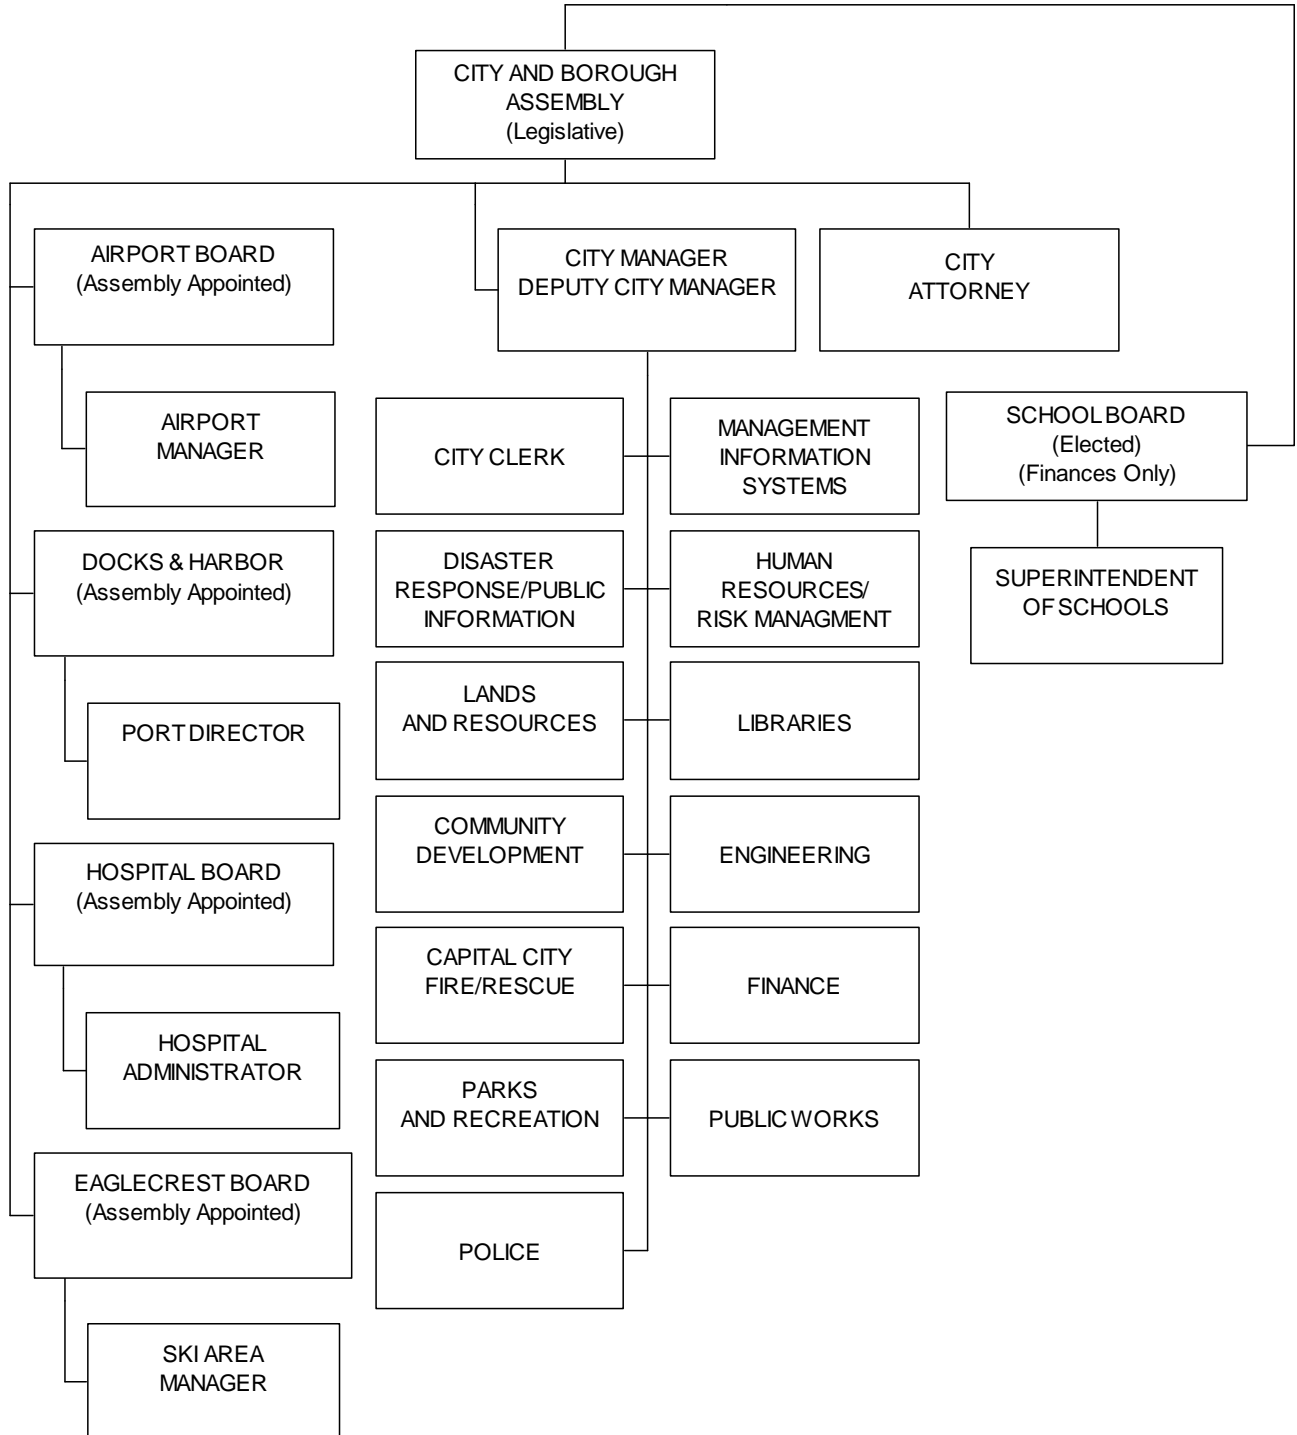 CITY AND BOROUGH
ASSEMBLY
(Legislative)
AIRPORT BOARD
(Assembly Appointed)
CITY MANAGER
DEPUTY CITY MANAGER
CITY
ATTORNEY
AIRPORT
MANAGER
CITY CLERK
MANAGEMENT
INFORMATION
SYSTEMS
SCHOOL BOARD
(Elected)
(Finances Only)
DOCKS & HARBOR
(Assembly Appointed)
DISASTER
RESPONSE/PUBLIC
INFORMATION
HUMAN
RESOURCES/
RISK MANAGMENT
SUPERINTENDENT
OF SCHOOLS
PORT DIRECTOR
LANDS
AND RESOURCES
LIBRARIES
HOSPITAL BOARD
(Assembly Appointed)
COMMUNITY
DEVELOPMENT
ENGINEERING
HOSPITAL
ADMINISTRATOR
CAPITAL CITY
FIRE/RESCUE
FINANCE
PARKS
AND RECREATION
PUBLIC WORKS
EAGLECREST BOARD
(Assembly Appointed)
POLICE
SKI AREA
MANAGER